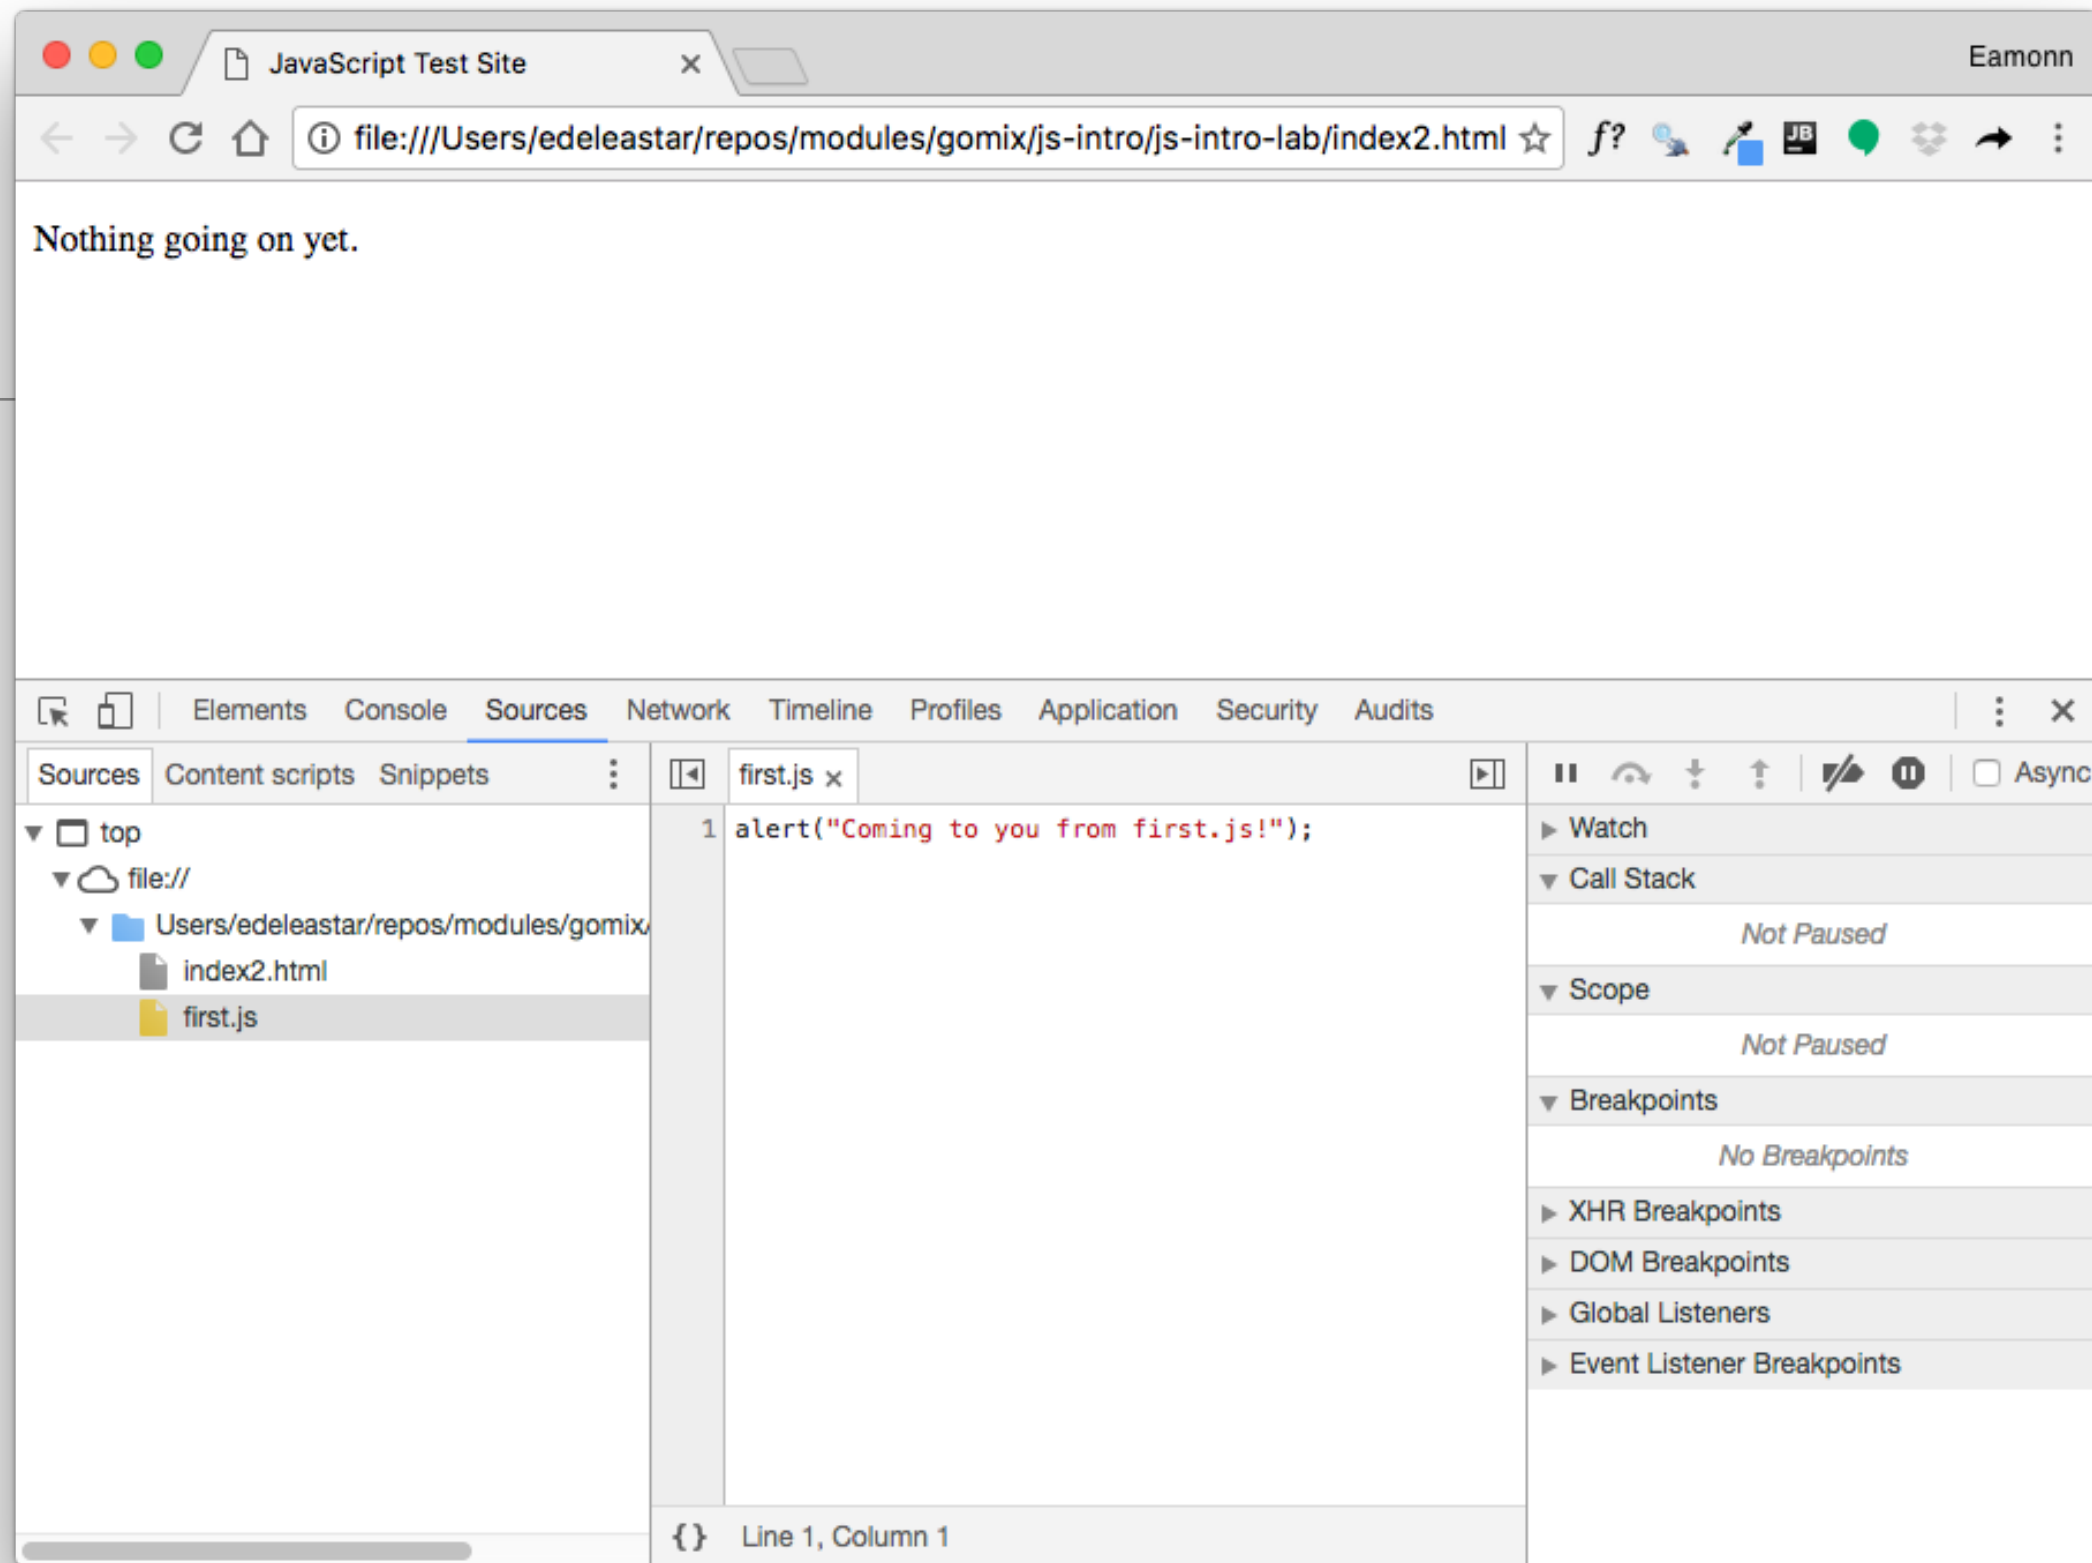 JavaScript Test Site
Eamonn
file:///Users/edeleastar/repos/modules/gomix/js-intro/js-intro-lab/index2.html
f?
JB
Nothing going on yet.
Elements Console Sources Network Timeline Profiles Application Security Audits
Sources Content scripts Snippets
first.js
Async
top
file://
Users/edeleastar/repos/modules/gomix/
index2.html
first.js
1 alert("Coming to you from first.js!");
{} Line 1, Column 1
Watch
Call Stack
Not Paused
Scope
Not Paused
Breakpoints
No Breakpoints
XHR Breakpoints
DOM Breakpoints
Global Listeners
Event Listener Breakpoints